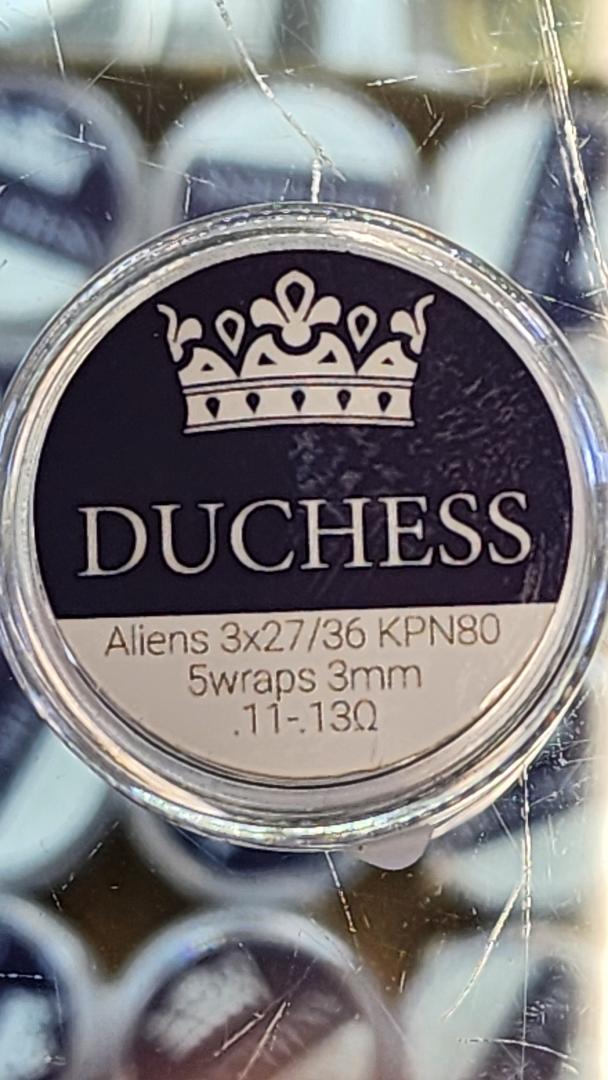 DUCHESS
Aliens 3x27/36 KPN80
5wraps 3mm
.11-.13Ω